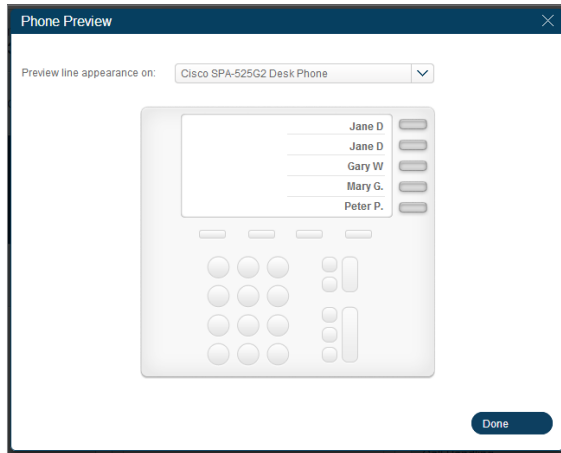 Phone Preview
Preview line appearance on: Cisco SPA-525G2 Desk Phone
Jane D
Jane D
Gary W
Mary G.
Peter P.
Done